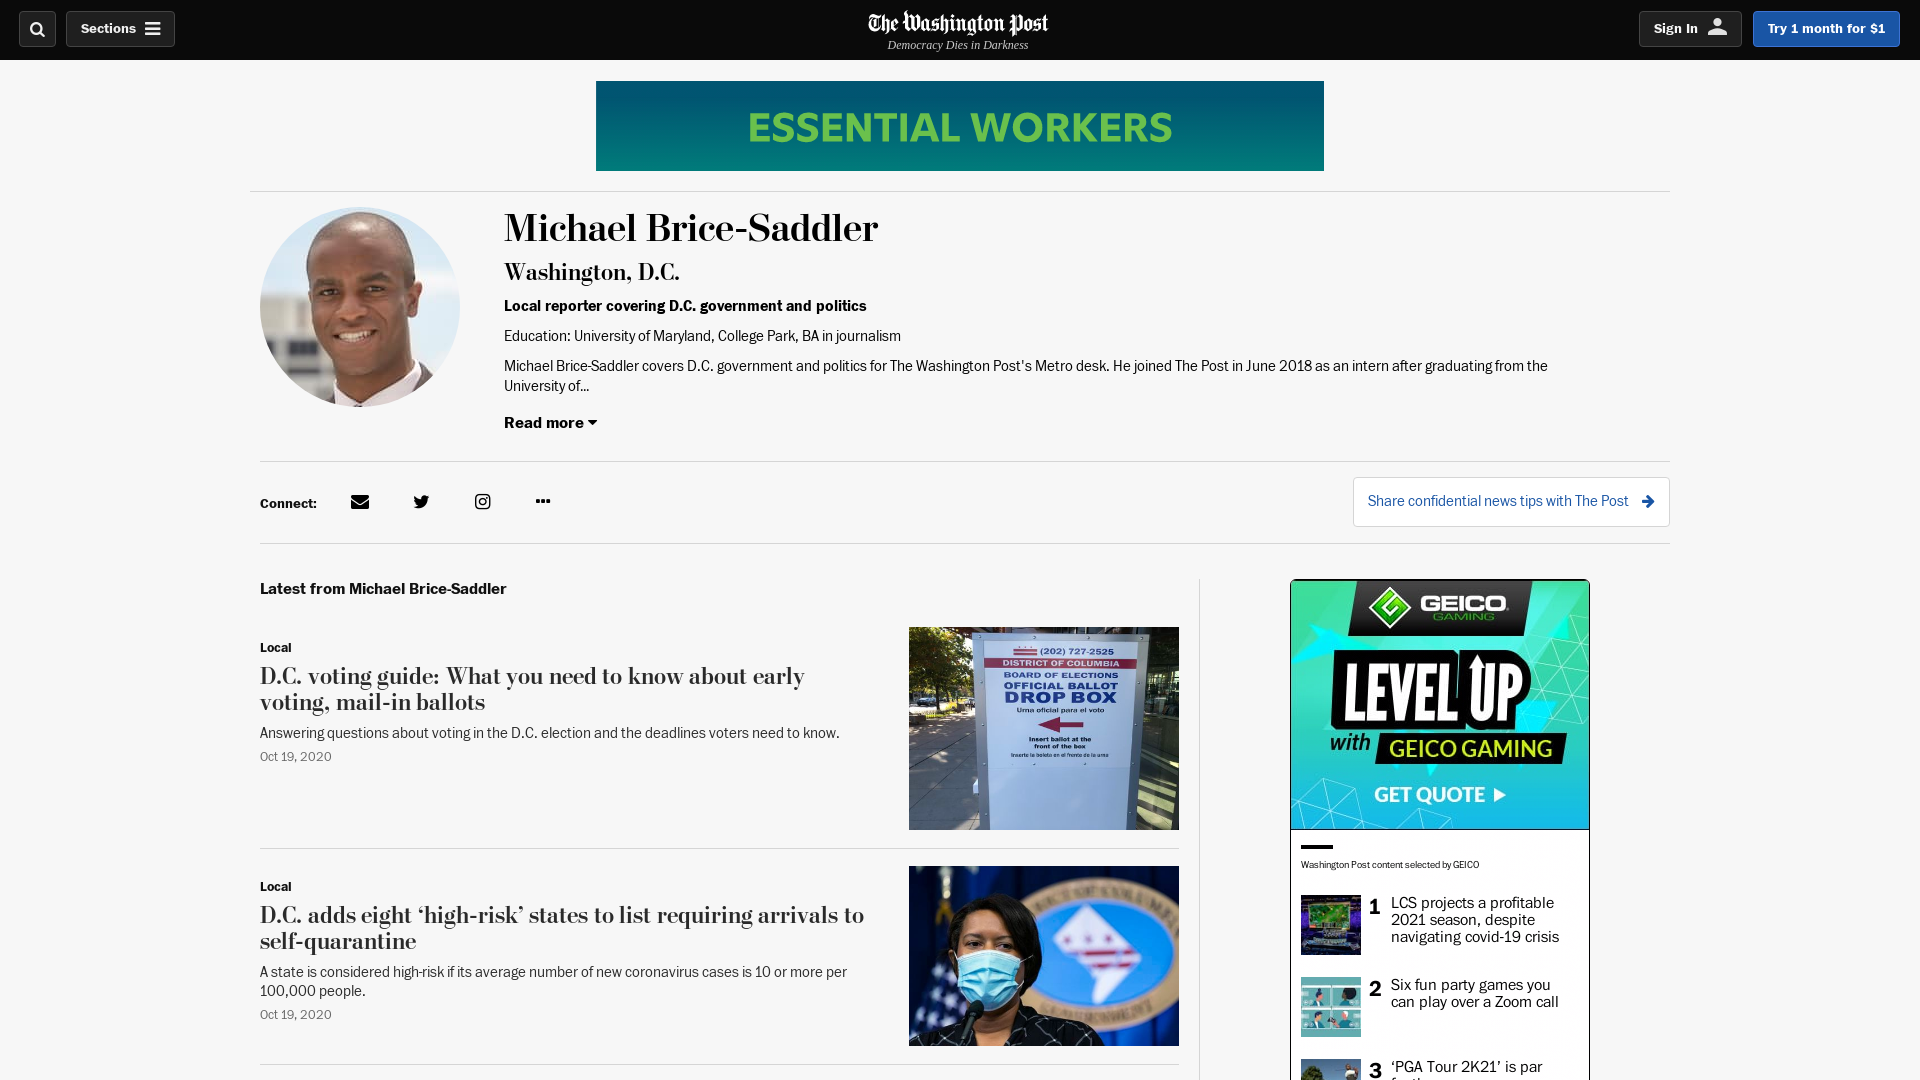 Sections
The Washington Post
Democracy Dies in Darkness
Sign In
Try 1 month for $1
ESSENTIAL WORKERS
Michael Brice-Saddler
Washington, D.C.
Local reporter covering D.C. government and politics
Education: University of Maryland, College Park, BA in journalism
Michael Brice-Saddler covers D.C. government and politics for The Washington Post's Metro desk. He joined The Post in June 2018 as an intern after graduating from the
University of...
Read more
Connect:
Share confidential news tips with The Post
Latest from Michael Brice-Saddler
Local
D.C. voting guide: What you need to know about early
voting, mail-in ballots
Answering questions about voting in the D.C. election and the deadlines voters need to know.
Oct 19, 2020
(202) 727-2525
DISTRICT OF COLUMBIA
BOARD OF ELECTIONS
OFFICIAL BALLOT
DROP BOX
Urna oficial para el voto
Insert ballot at the
front of the box
Inserte la boleta en el frente de la urna
Local
D.C. adds eight ‘high-risk’ states to list requiring arrivals to
self-quarantine
A state is considered high-risk if its average number of new coronavirus cases is 10 or more per
100,000 people.
Oct 19, 2020
GEICO
GAMING
LEVEL UP
with GEICO GAMING
GET QUOTE
Washington Post content selected by GEICO
1 LCS projects a profitable
2021 season, despite
navigating covid-19 crisis
2 Six fun party games you
can play over a Zoom call
3 ‘PGA Tour 2K21’ is par